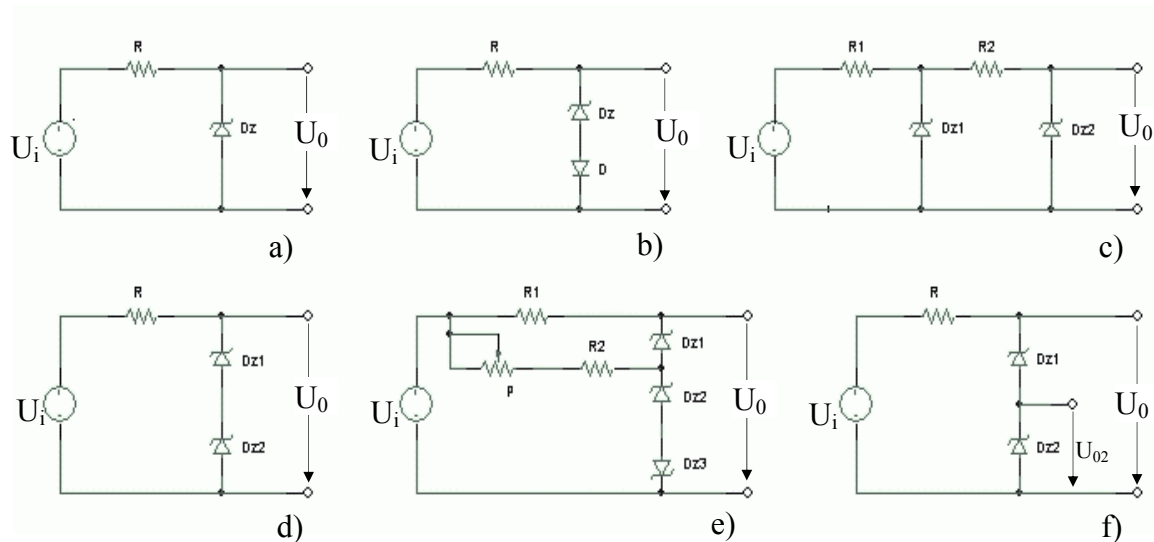 R
Dz
U₀
Uᵢ
a)
R
Dz
D
U₀
Uᵢ
b)
R1
R2
Dz1
Dz2
U₀
Uᵢ
c)
R
Dz1
Dz2
U₀
Uᵢ
d)
R1
R2
P
Dz1
Dz2
Dz3
U₀
Uᵢ
e)
R
Dz1
Dz2
U₀
U₀₂
Uᵢ
f)